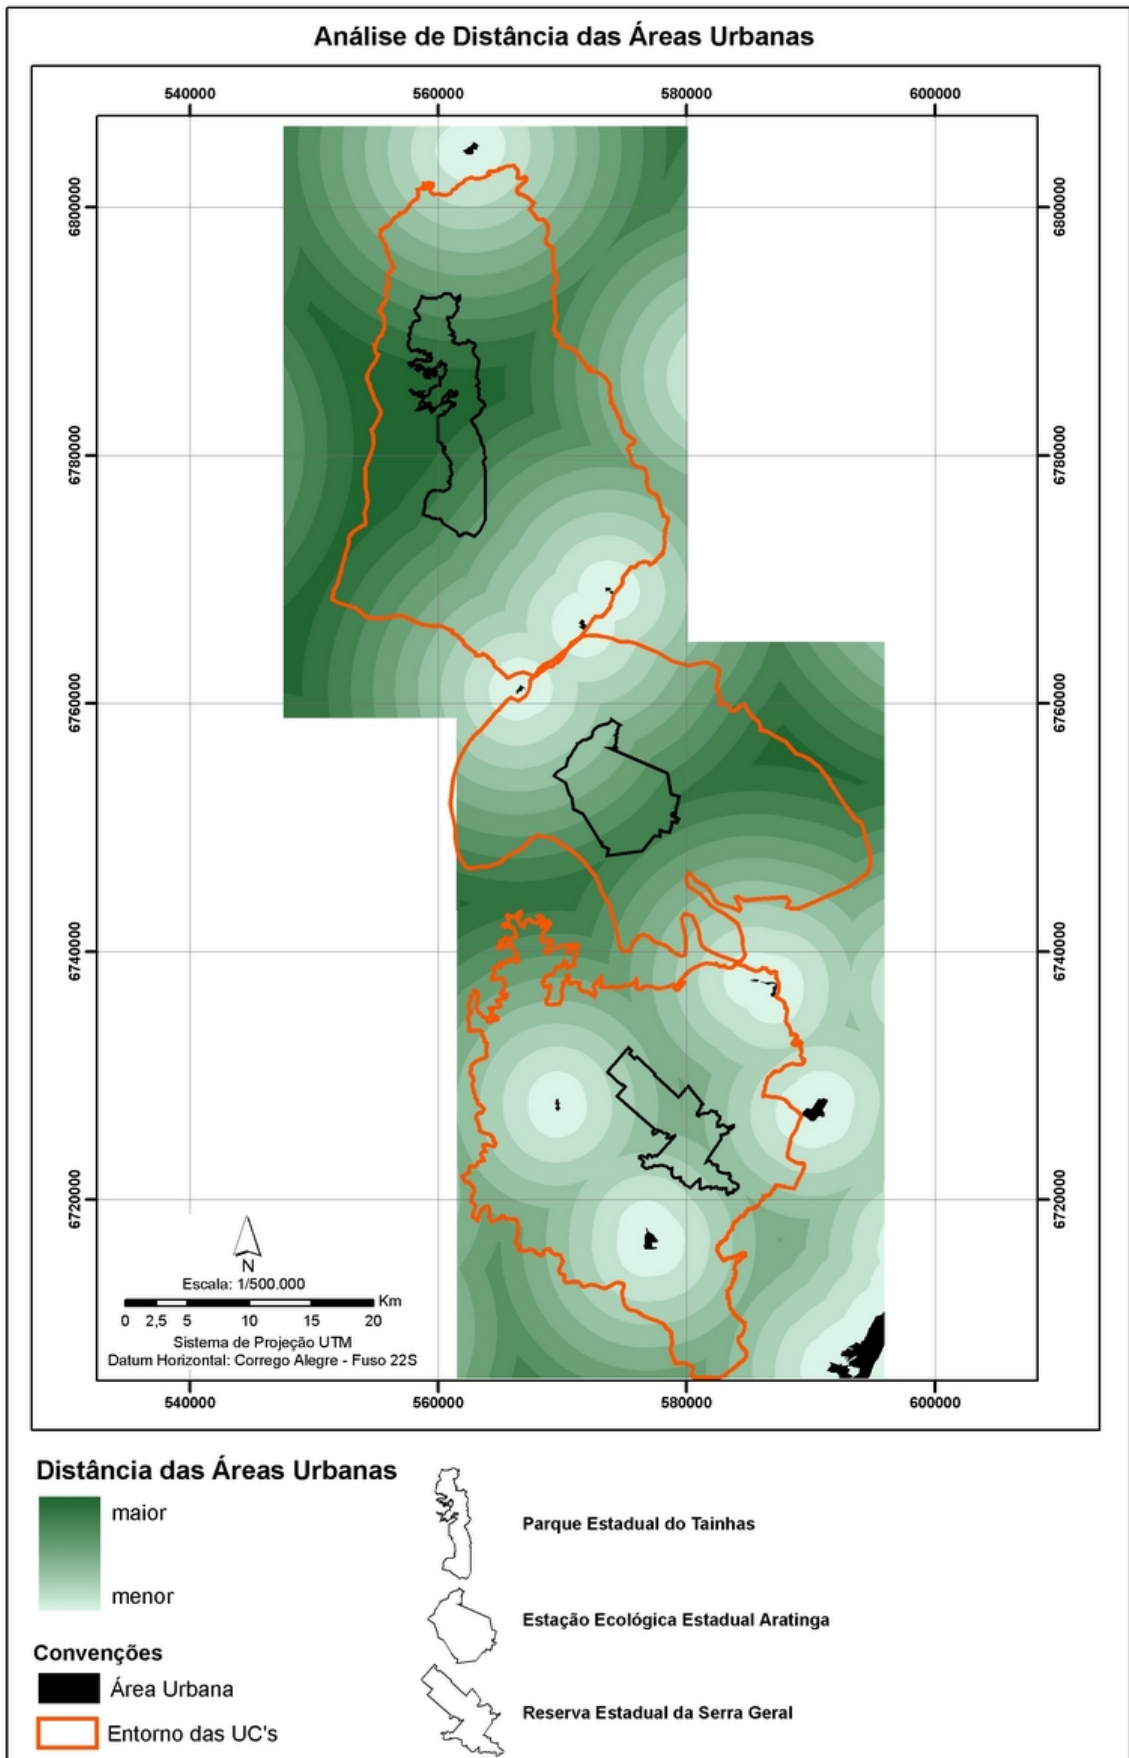 Análise de Distância das Áreas Urbanas
540000 560000 580000 600000
6800000 6800000
6780000 6780000
6760000 6760000
6740000 6740000
6720000 6720000
N
Escala: 1/500.000
Km
0 2,5 5 10 15 20
Sistema de Projeção UTM
Datum Horizontal: Corrego Alegre - Fuso 22S
540000 560000 580000 600000
Distância das Áreas Urbanas
maior
menor
Convenções
Área Urbana
Entorno das UC's
Parque Estadual do Tainhas
Estação Ecológica Estadual Aratinga
Reserva Estadual da Serra Geral